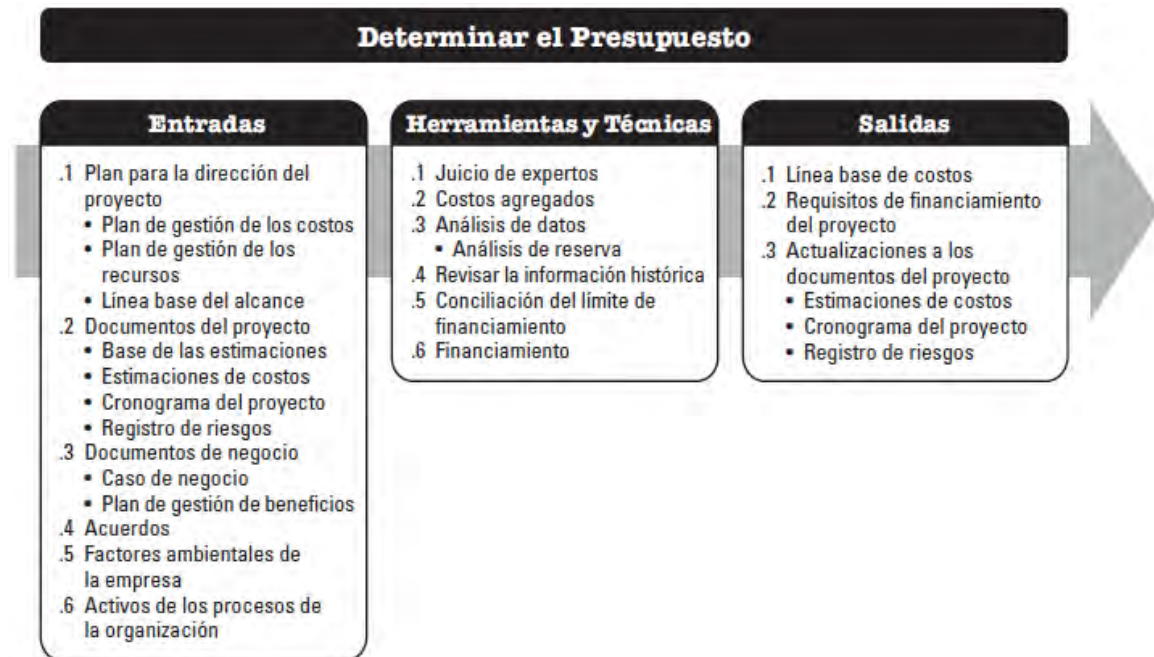 Determinar el Presupuesto
Entradas
.1 Plan para la dirección del
proyecto
• Plan de gestión de los costos
• Plan de gestión de los
recursos
• Línea base del alcance
.2 Documentos del proyecto
• Base de las estimaciones
• Estimaciones de costos
• Cronograma del proyecto
• Registro de riesgos
.3 Documentos de negocio
• Caso de negocio
• Plan de gestión de beneficios
.4 Acuerdos
.5 Factores ambientales de
la empresa
.6 Activos de los procesos de
la organización
Herramientas y Técnicas
.1 Juicio de expertos
.2 Costos agregados
.3 Análisis de datos
• Análisis de reserva
.4 Revisar la información histórica
.5 Conciliación del límite de
financiamiento
.6 Financiamiento
Salidas
.1 Línea base de costos
.2 Requisitos de financiamiento
del proyecto
.3 Actualizaciones a los
documentos del proyecto
• Estimaciones de costos
• Cronograma del proyecto
• Registro de riesgos